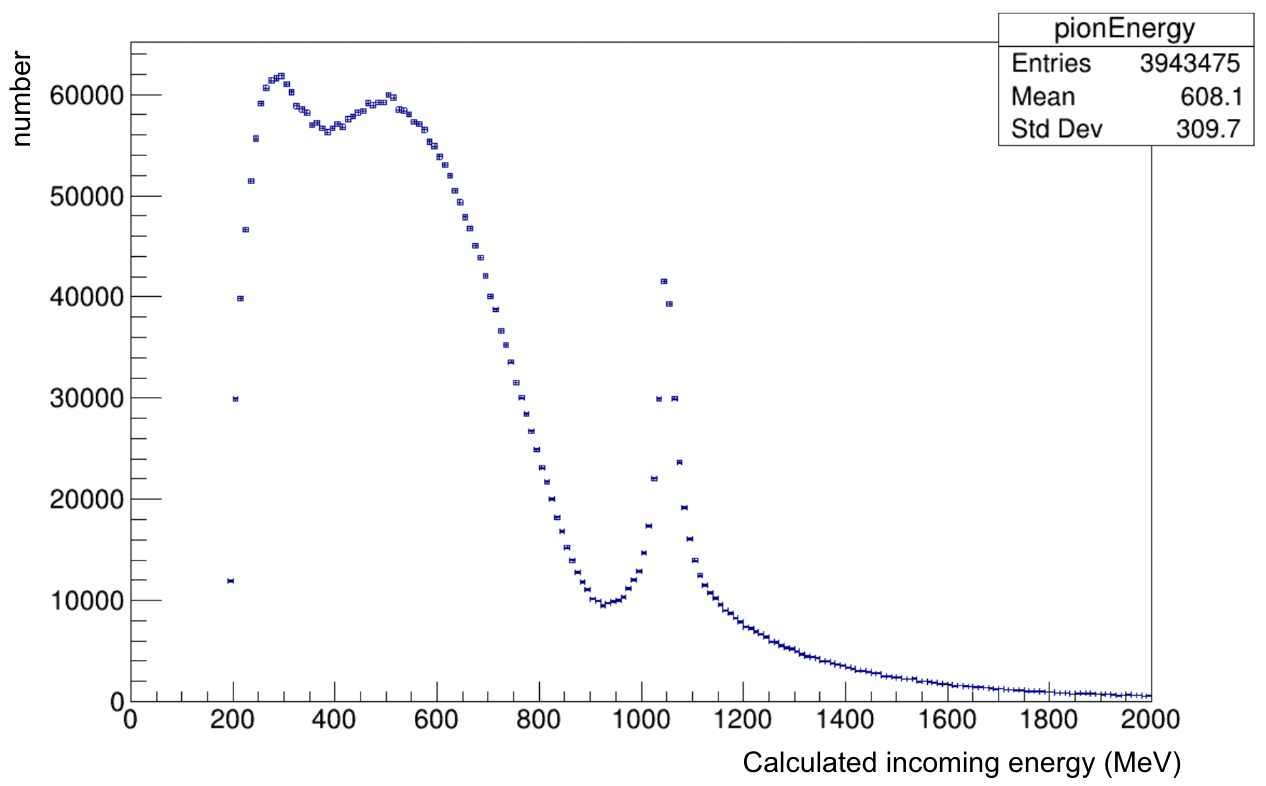 pionEnergy
Entries 3943475
Mean 608.1
Std Dev 309.7
number
60000
50000
40000
30000
20000
10000
0
0 200 400 600 800 1000 1200 1400 1600 1800 2000
Calculated incoming energy (MeV)